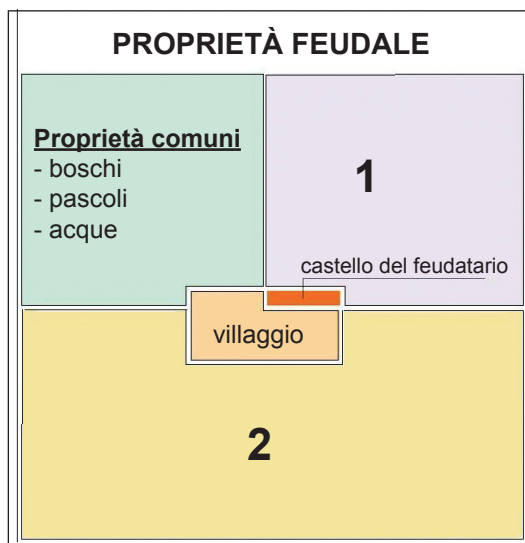 PROPRIETÀ FEUDALE
Proprietà comuni
- boschi
- pascoli
- acque
1
castello del feudatario
villaggio
2